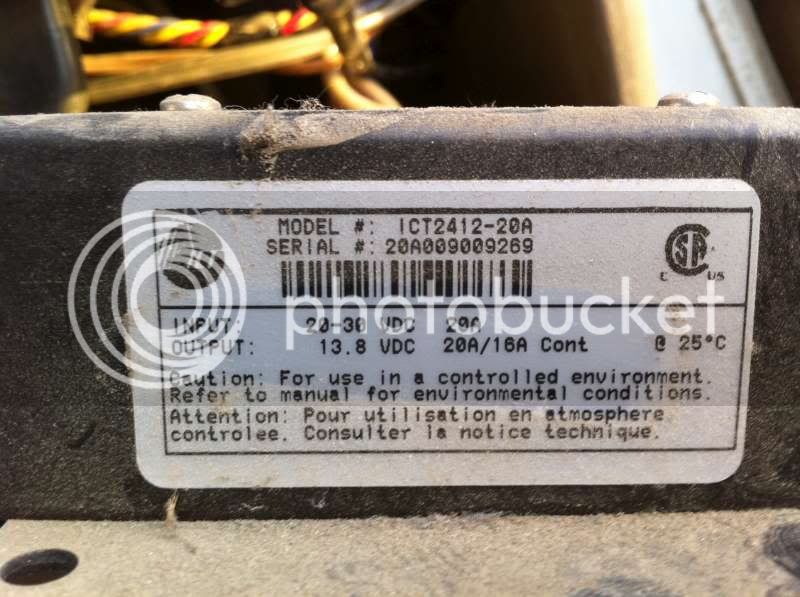 MODEL #: ICT2412-20A
SERIAL #: 20A009009269
CSA
C US
INPUT: 20-30 VDC 20A
OUTPUT: 13.8 VDC 20A/16A Cont @ 25°C
Caution: For use in a controlled environment.
Refer to manual for environmental conditions.
Attention: Pour utilisation en atmosphere
controlee. Consulter la notice technique.
photobucket